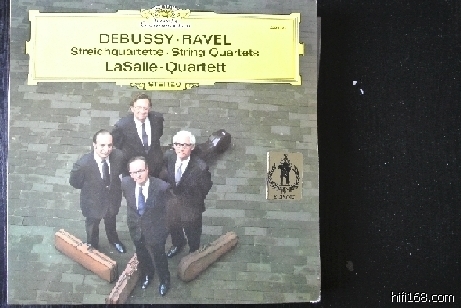 DEBUSSY · RAVEL
Streichquartette · String Quartets
LaSalle-Quartett
STEREO
hifi168.com